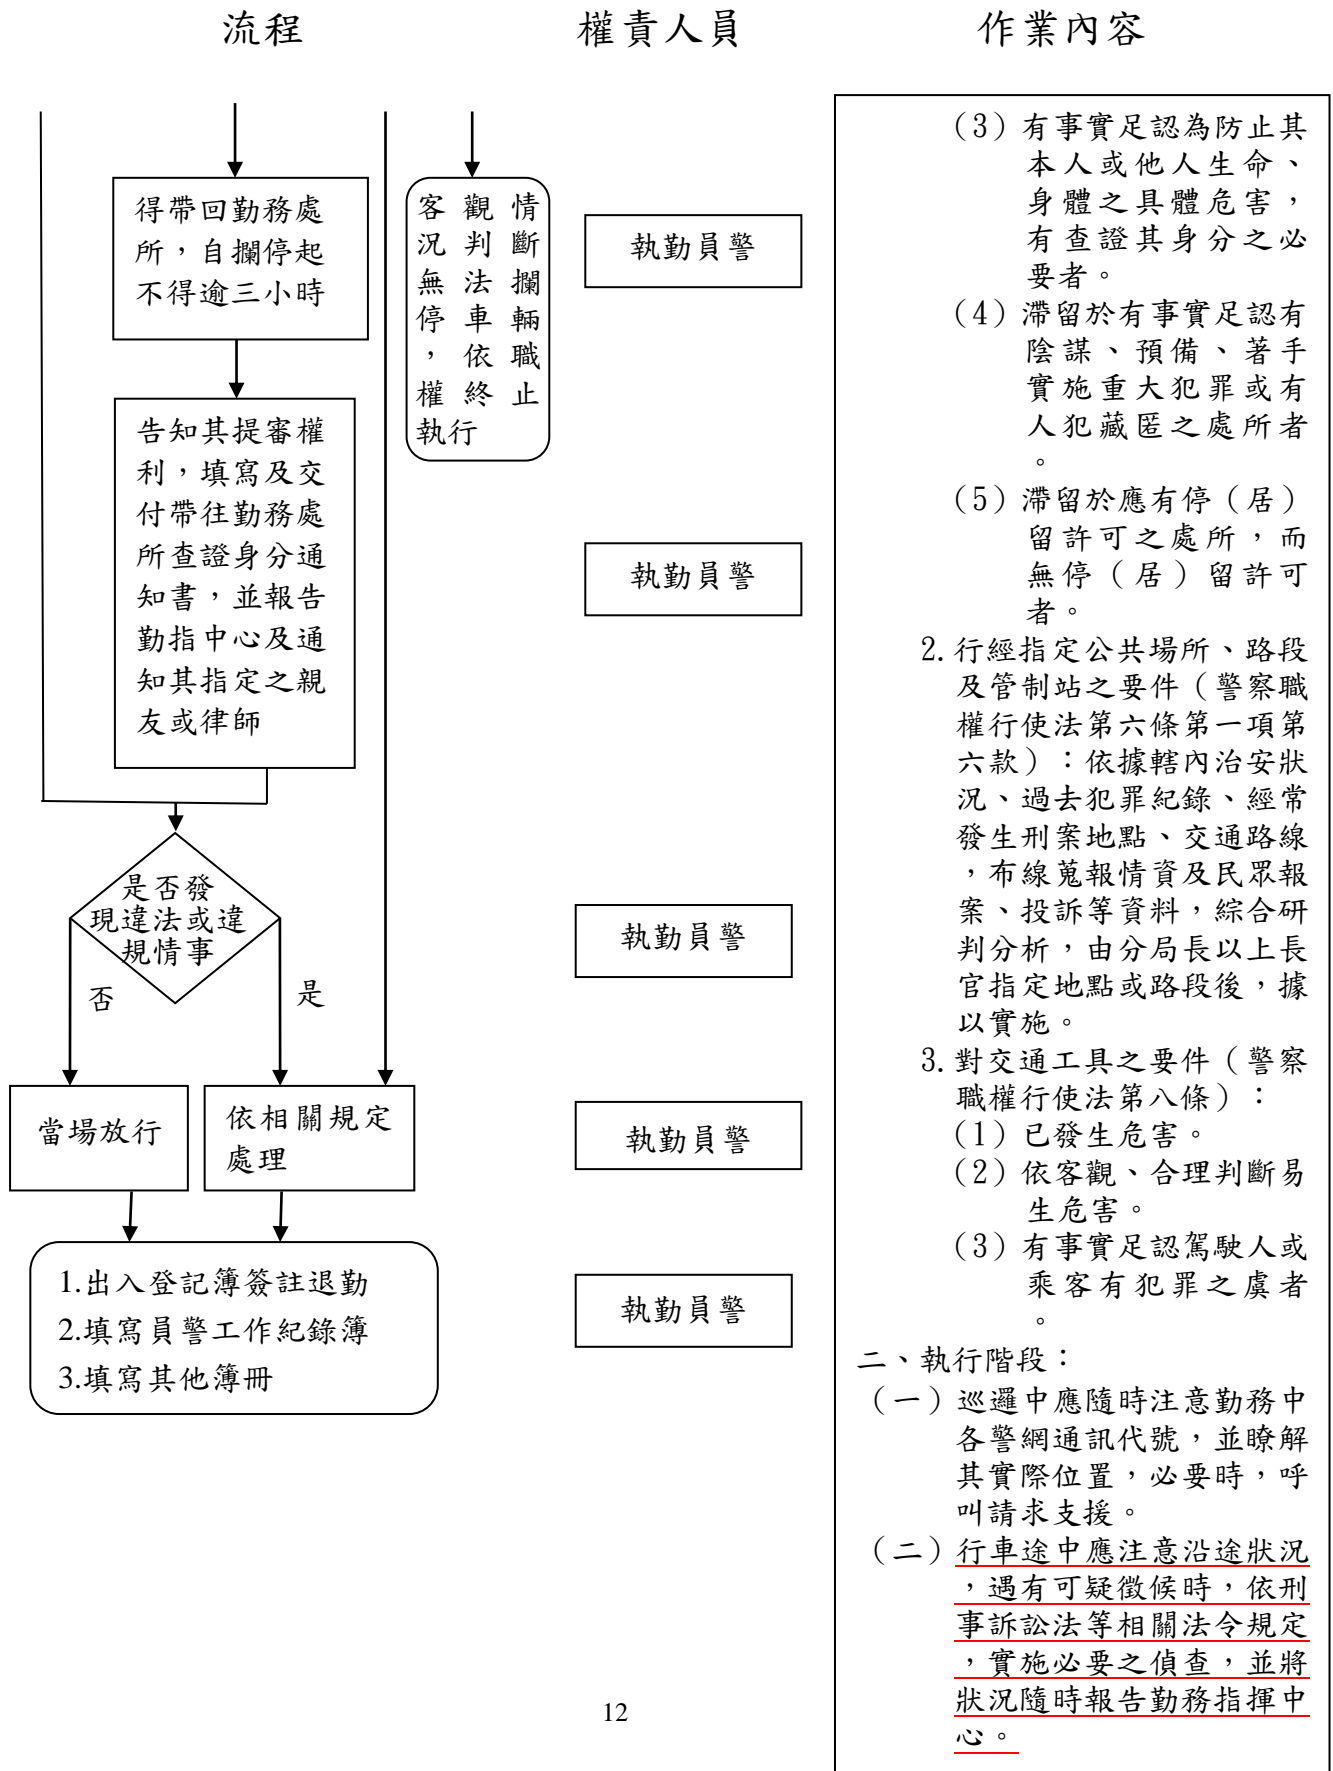 流程
權責人員
作業內容
得帶回勤務處
所，自攔停起
不得逾三小時
告知其提審權
利，填寫及交
付帶往勤務處
所查證身分通
知書，並報告
勤指中心及通
知其指定之親
友或律師
客觀情
況判斷
無法攔
停車輛
，依職
權終止
執行
是否發
現違法或違
規情事
否
是
當場放行
依相關規定
處理
1.出入登記簿簽註退勤
2.填寫員警工作紀錄簿
3.填寫其他簿冊
執勤員警
執勤員警
執勤員警
執勤員警
執勤員警
（3）有事實足認為防止其
本人或他人生命、
身體之具體危害，
有查證其身分之必
要者。
（4）滯留於有事實足認有
陰謀、預備、著手
實施重大犯罪或有
人犯藏匿之處所者
。
（5）滯留於應有停（居）
留許可之處所，而
無停（居）留許可
者。
2.行經指定公共場所、路段
及管制站之要件（警察職
權行使法第六條第一項第
六款）：依據轄內治安狀
況、過去犯罪紀錄、經常
發生刑案地點、交通路線
，布線蒐報情資及民眾報
案、投訴等資料，綜合研
判分析，由分局長以上長
官指定地點或路段後，據
以實施。
3.對交通工具之要件（警察
職權行使法第八條）：
（1）已發生危害。
（2）依客觀、合理判斷易
生危害。
（3）有事實足認駕駛人或
乘客有犯罪之虞者
。
二、執行階段：
（一）巡邏中應隨時注意勤務中
各警網通訊代號，並瞭解
其實際位置，必要時，呼
叫請求支援。
（二）行車途中應注意沿途狀況
，遇有可疑徵候時，依刑
事訴訟法等相關法令規定
，實施必要之偵查，並將
狀況隨時報告勤務指揮中
心。
12